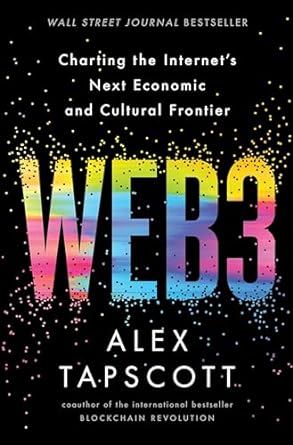 WALL STREET JOURNAL BESTSELLER
Charting the Internet's
Next Economic
and Cultural Frontier
WEB3
ALEX
TAPSCOTT
coauthor of the international bestseller
BLOCKCHAIN REVOLUTION